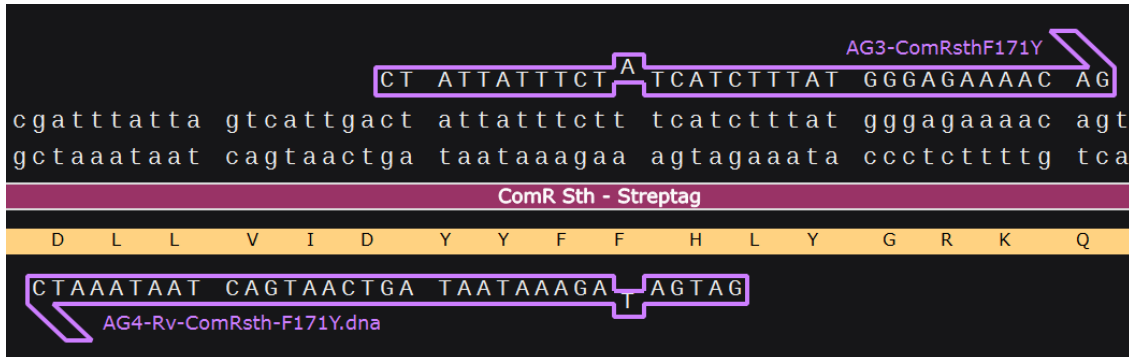 AG3-ComRsthF171Y
A
CT ATTATTTCT TCATCTTTAT GGGAGAAAAC AG
cgatttatta gtcattgact attatttctt tcatctttat gggagaaaac agt
gctaaataat cagtaactga taataaagaa agtagaaata ccctcttttg tca
ComR Sth - Streptag
D L L V I D Y Y F F H L Y G R K Q
CTAAATAAT CAGTAACTGA TAATAAAGA AGTAG
T
AG4-Rv-ComRsth-F171Y.dna